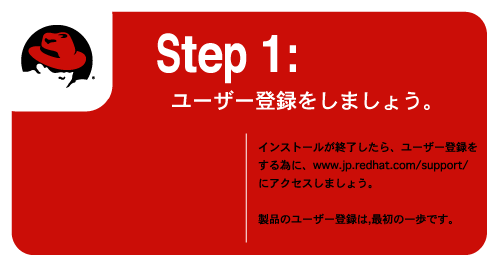 Step 1:
ユーザー登録をしましょう。
インストールが終了したら、ユーザー登録を
する為に、www.jp.redhat.com/support/
にアクセスしましょう。
製品のユーザー登録は,最初の一歩です。